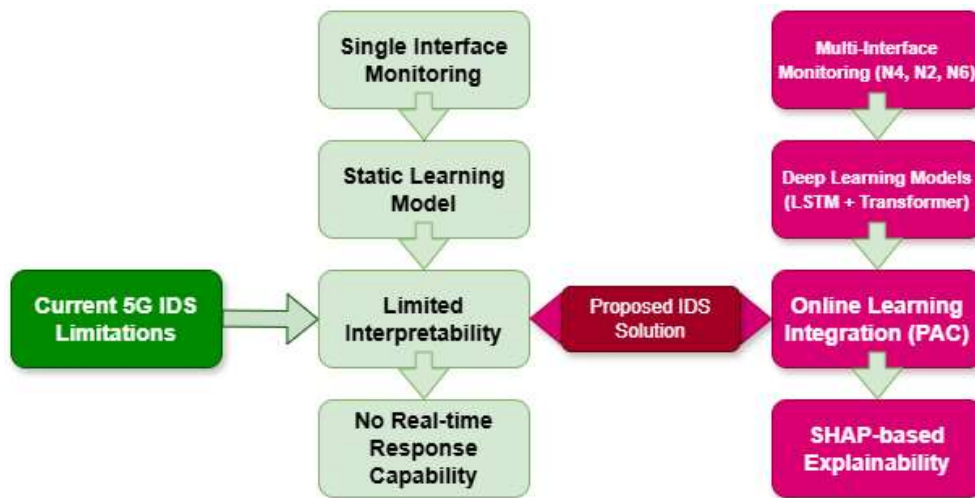 Single Interface
Monitoring
Static Learning
Model
Current 5G IDS
Limitations
Limited
Interpretability
No Real-time
Response
Capability
Proposed IDS
Solution
Multi-Interface
Monitoring (N4, N2, N6)
Deep Learning Models
(LSTM + Transformer)
Online Learning
Integration (PAC)
SHAP-based
Explainability